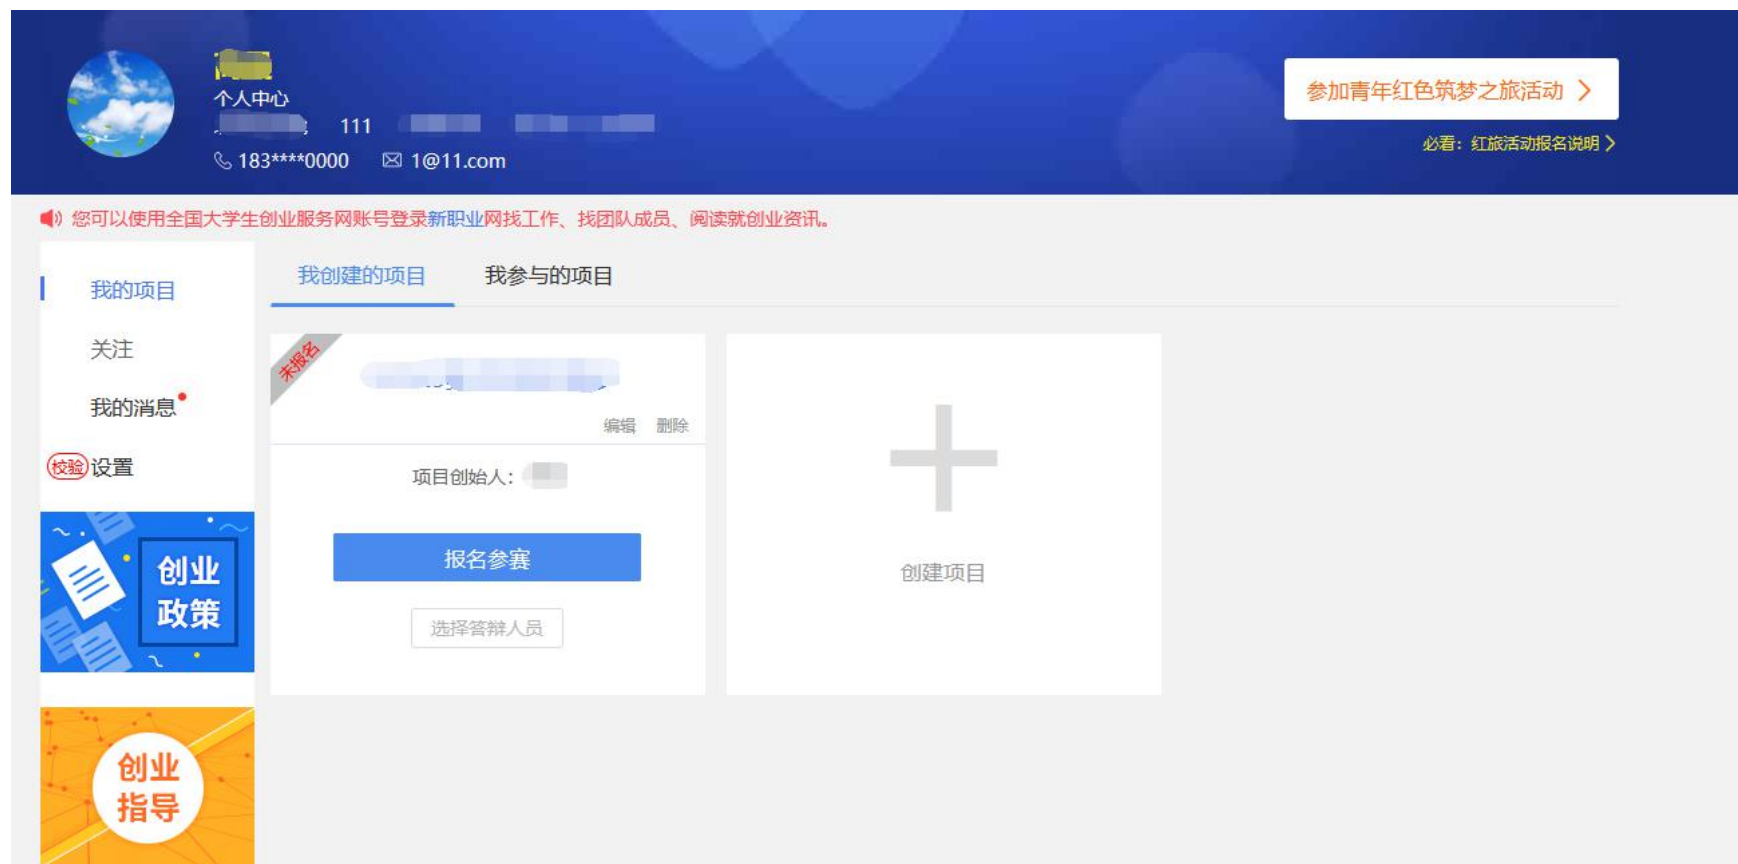 个人中心
111
183****0000 1@11.com
参加青年红色筑梦之旅活动
必看：红旅活动报名说明
您可以使用全国大学生创业服务网账号登录新职业网找工作、找团队成员、阅读就创业资讯。
我的项目
关注
我的消息
校验 设置
创业
政策
创业
指导
我创建的项目 我参与的项目
未报名
编辑 删除
项目创始人：
报名参赛
选择答辩人员
创建项目